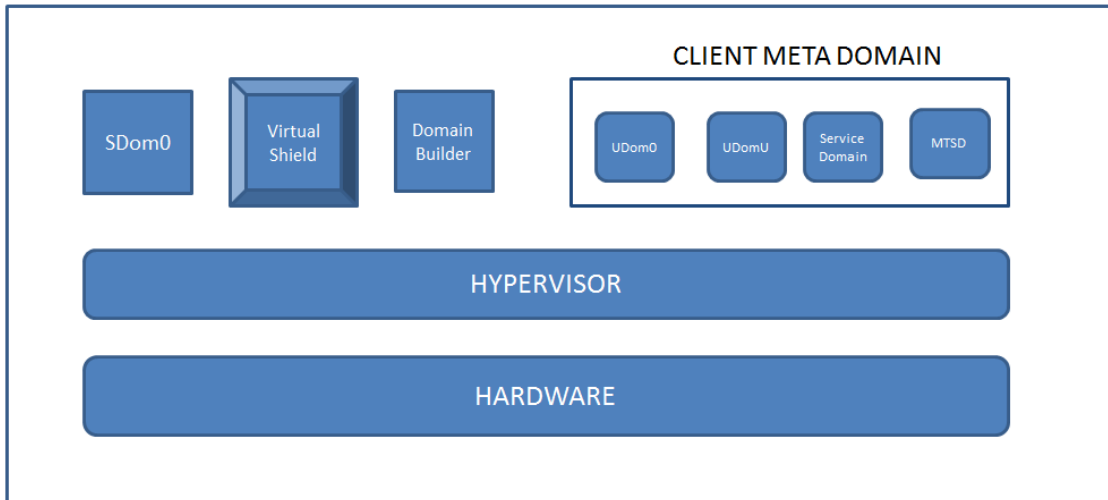 CLIENT META DOMAIN
SDom0
Virtual
Shield
Domain
Builder
UDom0
UDomU
Service
Domain
MTSD
HYPERVISOR
HARDWARE